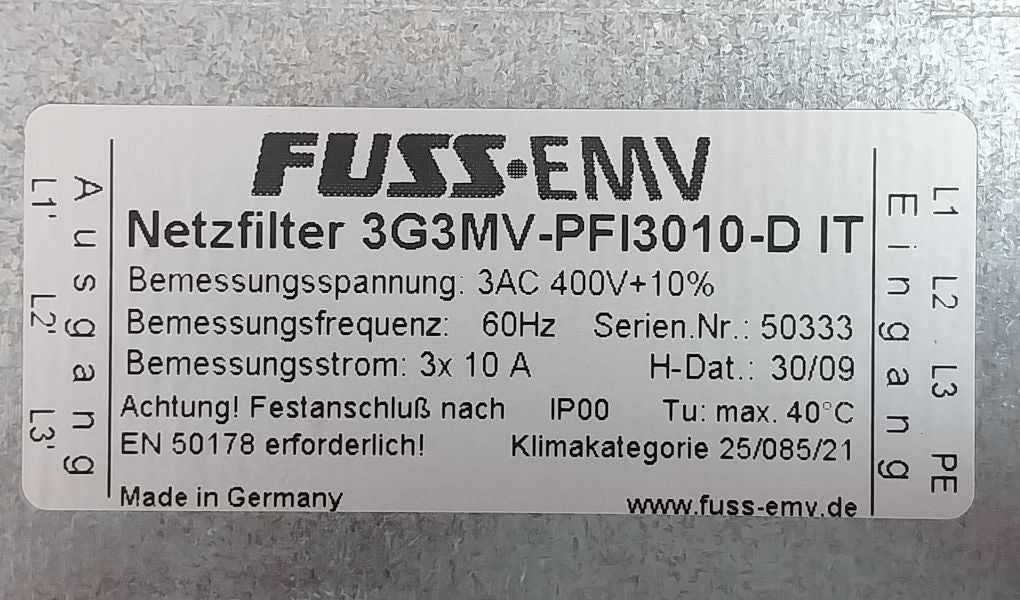 FUSS·EMV
Netzfilter 3G3MV-PFI3010-D IT
Bemessungsspannung: 3AC 400V+10%
Bemessungsfrequenz: 60Hz Serien.Nr.: 50333
Bemessungsstrom: 3x 10 A H-Dat.: 30/09
Achtung! Festanschluß nach IP00 Tu: max. 40°C
EN 50178 erforderlich! Klimakategorie 25/085/21
Made in Germany www.fuss-emv.de
Ausgang
L1' L2' L3'
L1 L2 L3 PE
Eingang